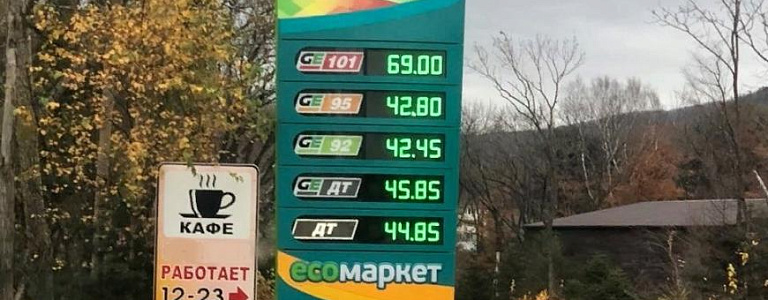 GE 101 69.00
GE 95 42.80
GE 92 42.45
GE ДТ 45.85
ДТ 44.85
ecoмаркет
КАФЕ
РАБОТАЕТ
12-23